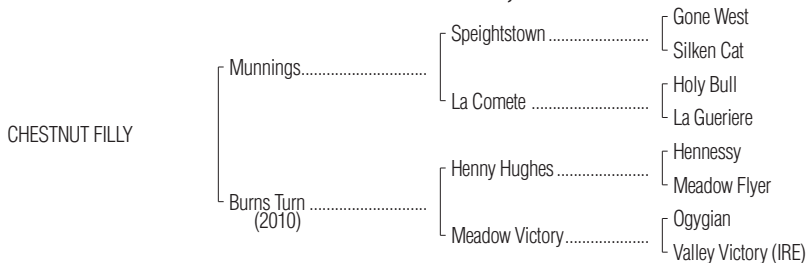 Gone West
Speightstown
Silken Cat
Munnings
Holy Bull
La Comete
La Gueriere
CHESTNUT FILLY
Hennessy
Henny Hughes
Meadow Flyer
Burns Turn
(2010)
Ogygian
Meadow Victory
Valley Victory (IRE)